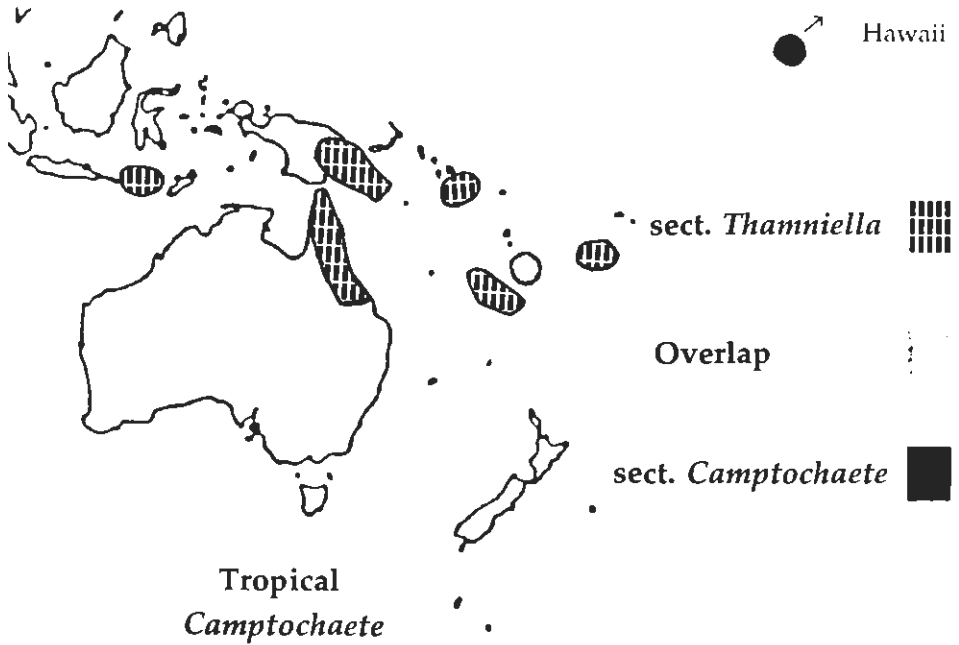 Hawaii
sect. Thamniella
Overlap
sect. Camptochaete
Tropical
Camptochaete